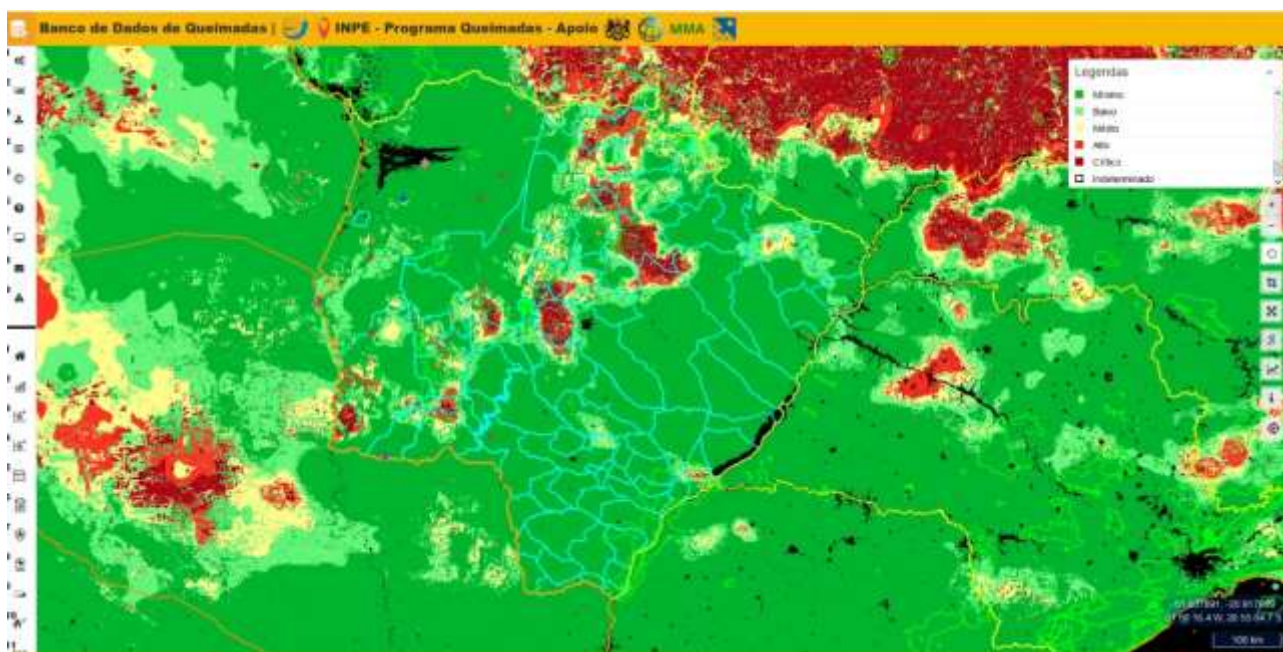 Banco de Dados de Queimadas | INPE - Programa Queimadas - Apoio MMA
Legendas
Mínimo
Baixo
Médio
Alto
Crítico
Indeterminado
100 km